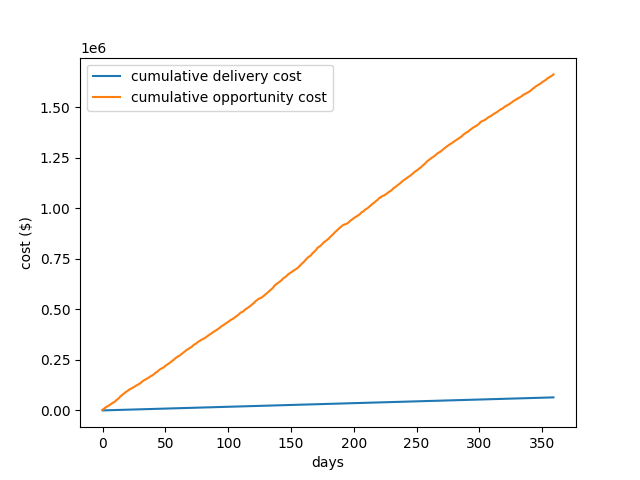 1e6
cumulative delivery cost
cumulative opportunity cost
1.50
1.25
1.00
0.75
0.50
0.25
0.00
cost ($)
0 50 100 150 200 250 300 350
days